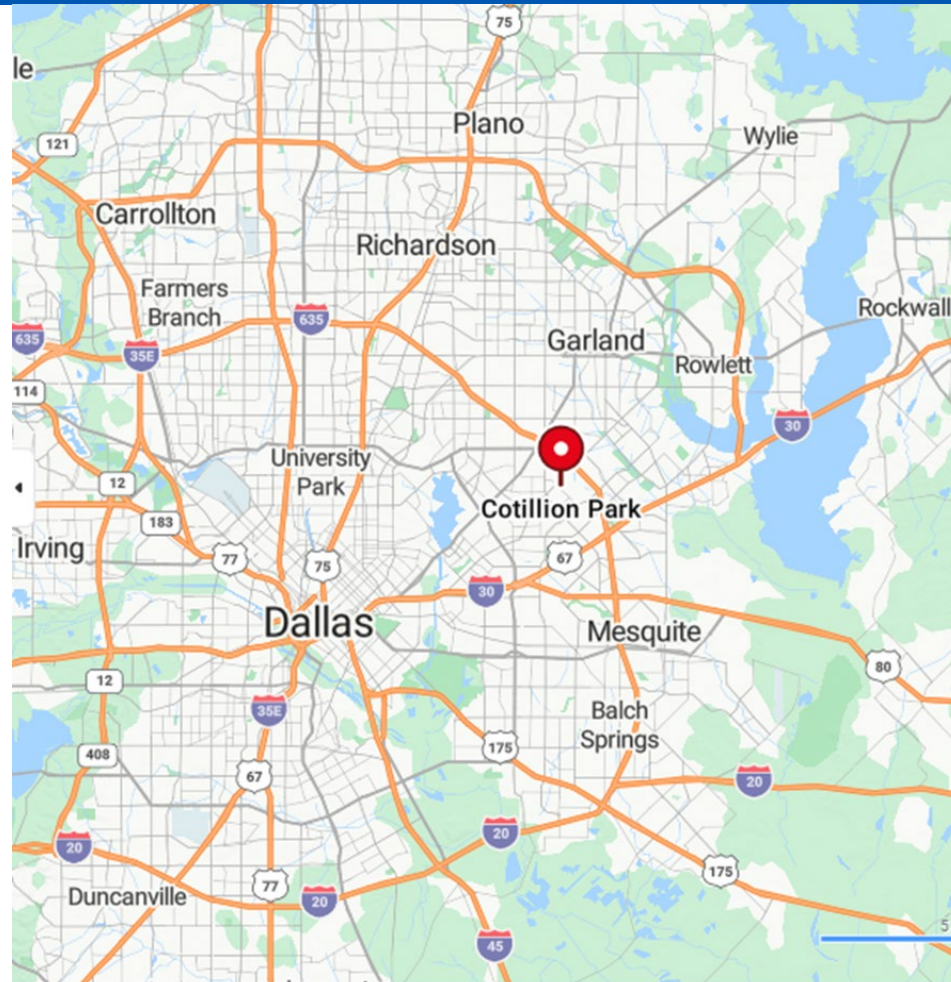 75
le
Plano
Wylie
121
Carrollton
Richardson
Farmers
Branch
635
Rockwall
635
35E
Garland
Rowlett
114
30
University
Park
12
Cotillion Park
183
Irving
77
75
67
30
Dallas
Mesquite
80
12
35E
Balch
Springs
175
408
67
20
20
20
175
77
Duncanville
20
45
5